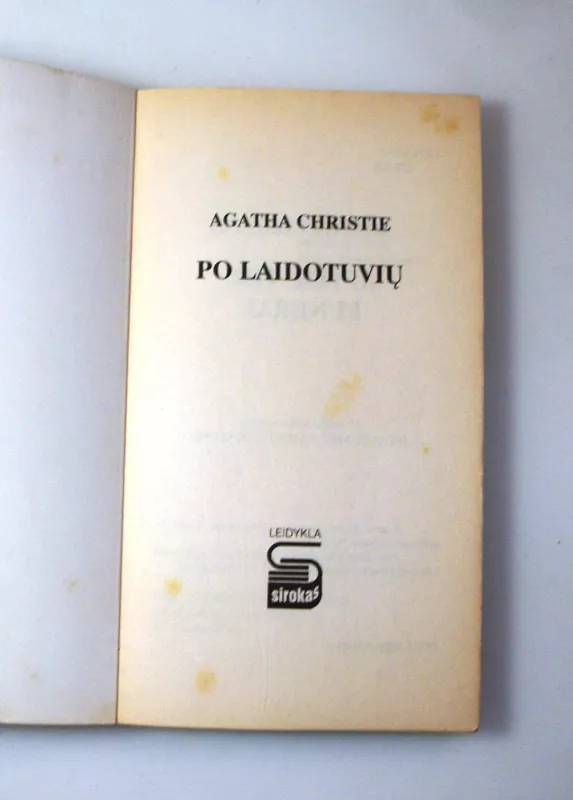 AGATHA CHRISTIE
PO LAIDOTUVIŲ
LEIDYKLA
sirokas